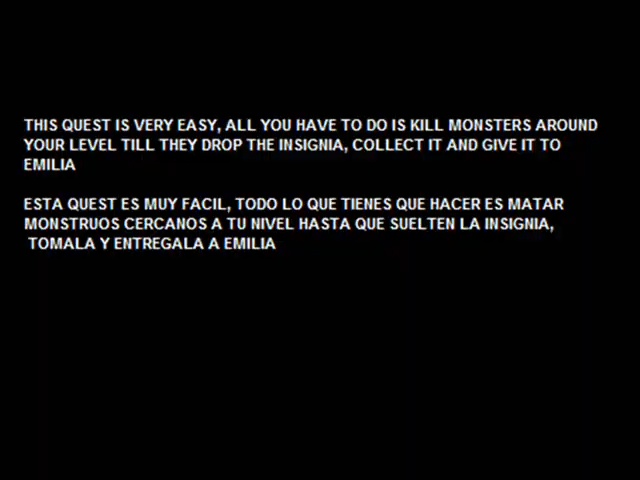 THIS QUEST IS VERY EASY, ALL YOU HAVE TO DO IS KILL MONSTERS AROUND
YOUR LEVEL TILL THEY DROP THE INSIGNIA, COLLECT IT AND GIVE IT TO
EMILIA
ESTA QUEST ES MUY FACIL, TODO LO QUE TIENES QUE HACER ES MATAR
MONSTRUOS CERCANOS A TU NIVEL HASTA QUE SUELTEN LA INSIGNIA,
TOMALA Y ENTREGALA A EMILIA